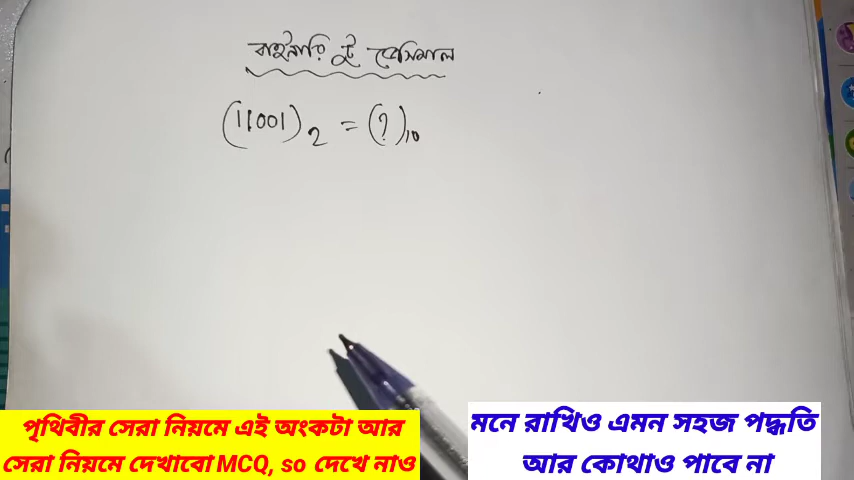 বাইনারি টু ডেসিমাল
(11001)2 = (?)10
পৃথিবীর সেরা নিয়মে এই অংকটা আর
সেরা নিয়মে দেখাবো MCQ, so দেখে নাও
মনে রাখিও এমন সহজ পদ্ধতি
আর কোথাও পাবে না